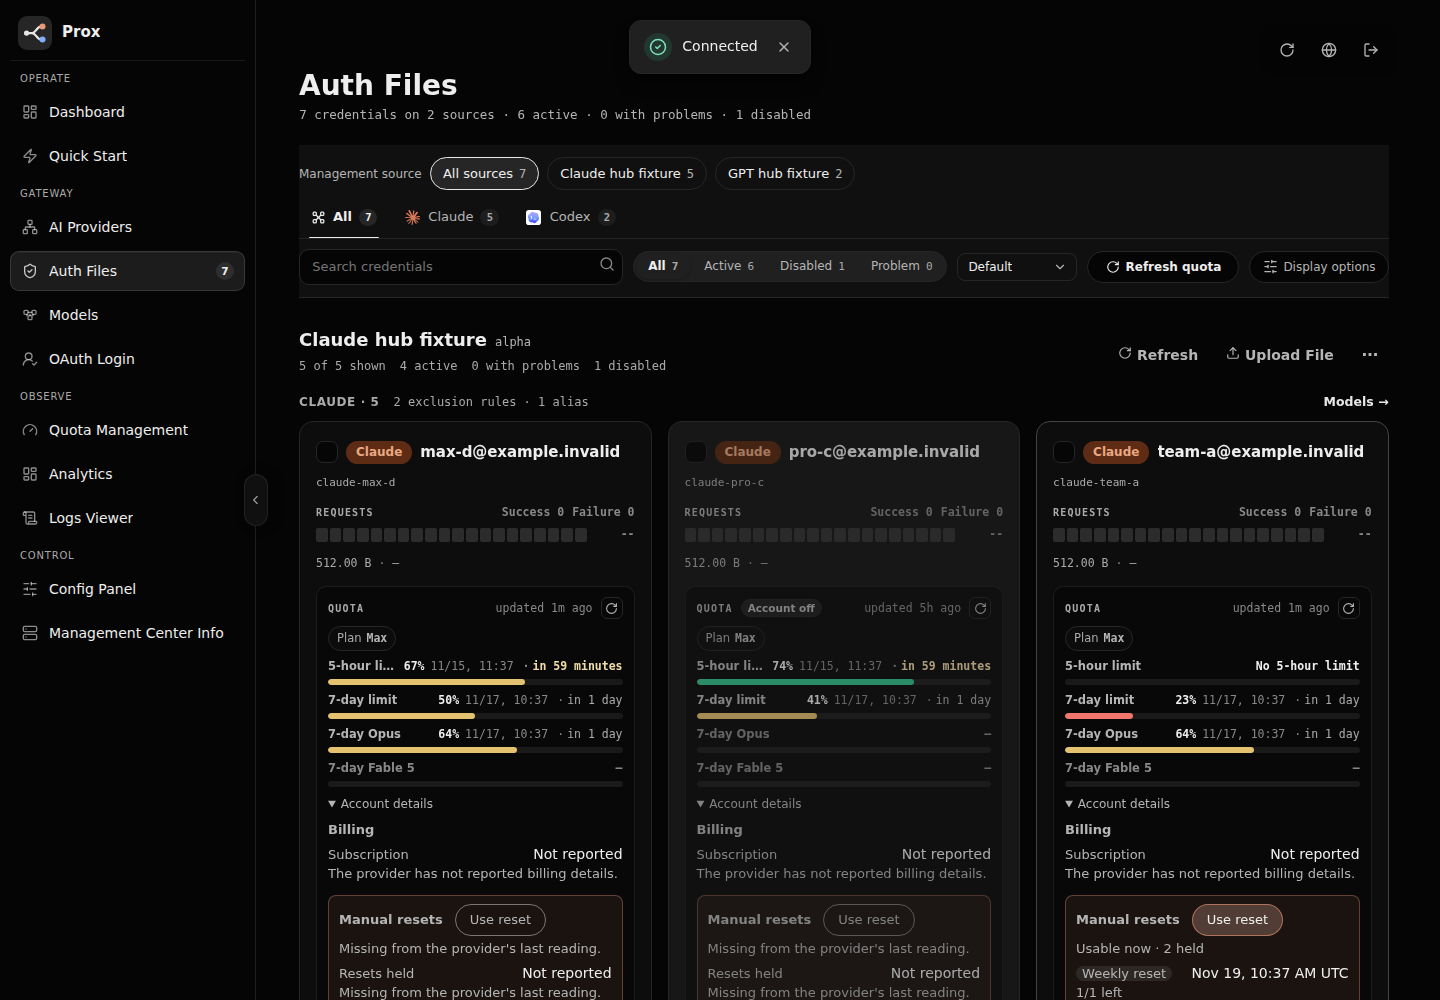 Prox
OPERATE
Dashboard
Quick Start
GATEWAY
AI Providers
Auth Files 7
Models
OAuth Login
OBSERVE
Quota Management
Analytics
Logs Viewer
CONTROL
Config Panel
Management Center Info
Connected
Auth Files
7 credentials on 2 sources · 6 active · 0 with problems · 1 disabled
Management source All sources 7 Claude hub fixture 5 GPT hub fixture 2
All 7 Claude 5 Codex 2
Search credentials All 7 Active 6 Disabled 1 Problem 0 Default Refresh quota Display options
Claude hub fixture alpha
5 of 5 shown 4 active 0 with problems 1 disabled
Refresh Upload File ···
CLAUDE · 5 2 exclusion rules · 1 alias Models →
Claude max-d@example.invalid
claude-max-d
REQUESTS Success 0 Failure 0
--
512.00 B · —
QUOTA updated 1m ago
Plan Max
5-hour li… 67% 11/15, 11:37 · in 59 minutes
7-day limit 50% 11/17, 10:37 · in 1 day
7-day Opus 64% 11/17, 10:37 · in 1 day
7-day Fable 5 —
▼ Account details
Billing
Subscription Not reported
The provider has not reported billing details.
Manual resets Use reset
Missing from the provider's last reading.
Resets held Not reported
Missing from the provider's last reading.
Claude pro-c@example.invalid
claude-pro-c
REQUESTS Success 0 Failure 0
--
512.00 B · —
QUOTA Account off updated 5h ago
Plan Max
5-hour li… 74% 11/15, 11:37 · in 59 minutes
7-day limit 41% 11/17, 10:37 · in 1 day
7-day Opus —
7-day Fable 5 —
▼ Account details
Billing
Subscription Not reported
The provider has not reported billing details.
Manual resets Use reset
Missing from the provider's last reading.
Resets held Not reported
Missing from the provider's last reading.
Claude team-a@example.invalid
claude-team-a
REQUESTS Success 0 Failure 0
--
512.00 B · —
QUOTA updated 1m ago
Plan Max
5-hour limit No 5-hour limit
7-day limit 23% 11/17, 10:37 · in 1 day
7-day Opus 64% 11/17, 10:37 · in 1 day
7-day Fable 5 —
▼ Account details
Billing
Subscription Not reported
The provider has not reported billing details.
Manual resets Use reset
Usable now · 2 held
Weekly reset Nov 19, 10:37 AM UTC
1/1 left